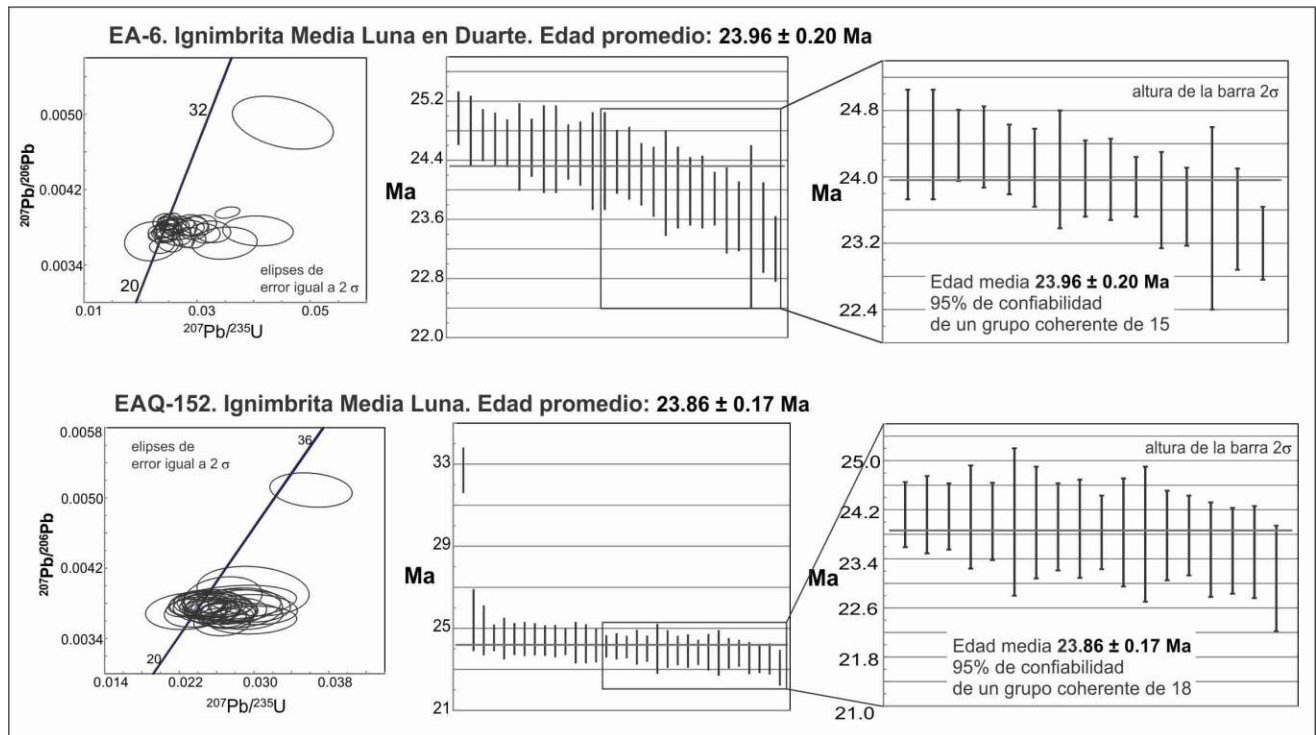 EA-6. Ignimbrita Media Luna en Duarte. Edad promedio: 23.96 ± 0.20 Ma
0.0050
0.0042
0.0034
²⁰⁷Pb/²⁰⁶Pb
32
20
elipses de
error igual a 2 σ
0.01
0.03
0.05
²⁰⁷Pb/²³⁵U
25.2
24.4
Ma
23.6
22.8
22.0
altura de la barra 2σ
24.8
24.0
Ma
23.2
22.4
Edad media 23.96 ± 0.20 Ma
95% de confiabilidad
de un grupo coherente de 15
EAQ-152. Ignimbrita Media Luna. Edad promedio: 23.86 ± 0.17 Ma
0.0058
0.0050
0.0042
0.0034
²⁰⁷Pb/²⁰⁶Pb
elipses de
error igual a 2 σ
36
20
0.014
0.022
0.030
0.038
²⁰⁷Pb/²³⁵U
33
29
Ma
25
21
altura de la barra 2σ
25.0
24.2
23.4
Ma
22.6
21.8
21.0
Edad media 23.86 ± 0.17 Ma
95% de confiabilidad
de un grupo coherente de 18